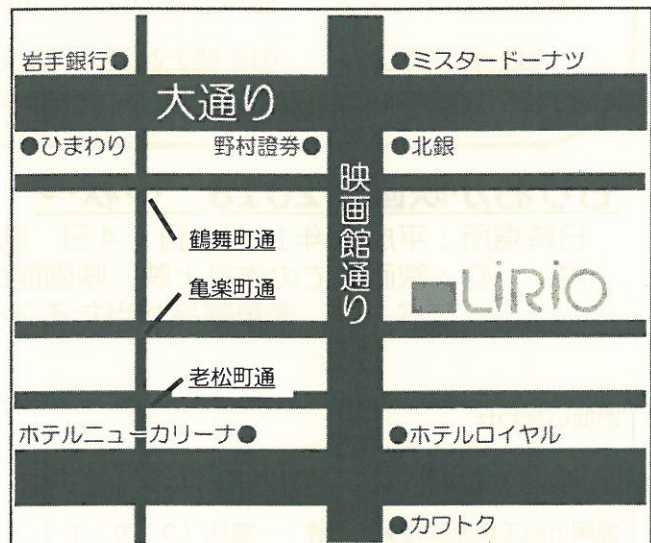 岩手銀行●
●ミスタードーナツ
大通り
●ひまわり
野村證券●
●北銀
映画館通り
鶴舞町通
亀楽町通
LiRiO
老松町通
ホテルニューカリーナ●
●ホテルロイヤル
●カワトク